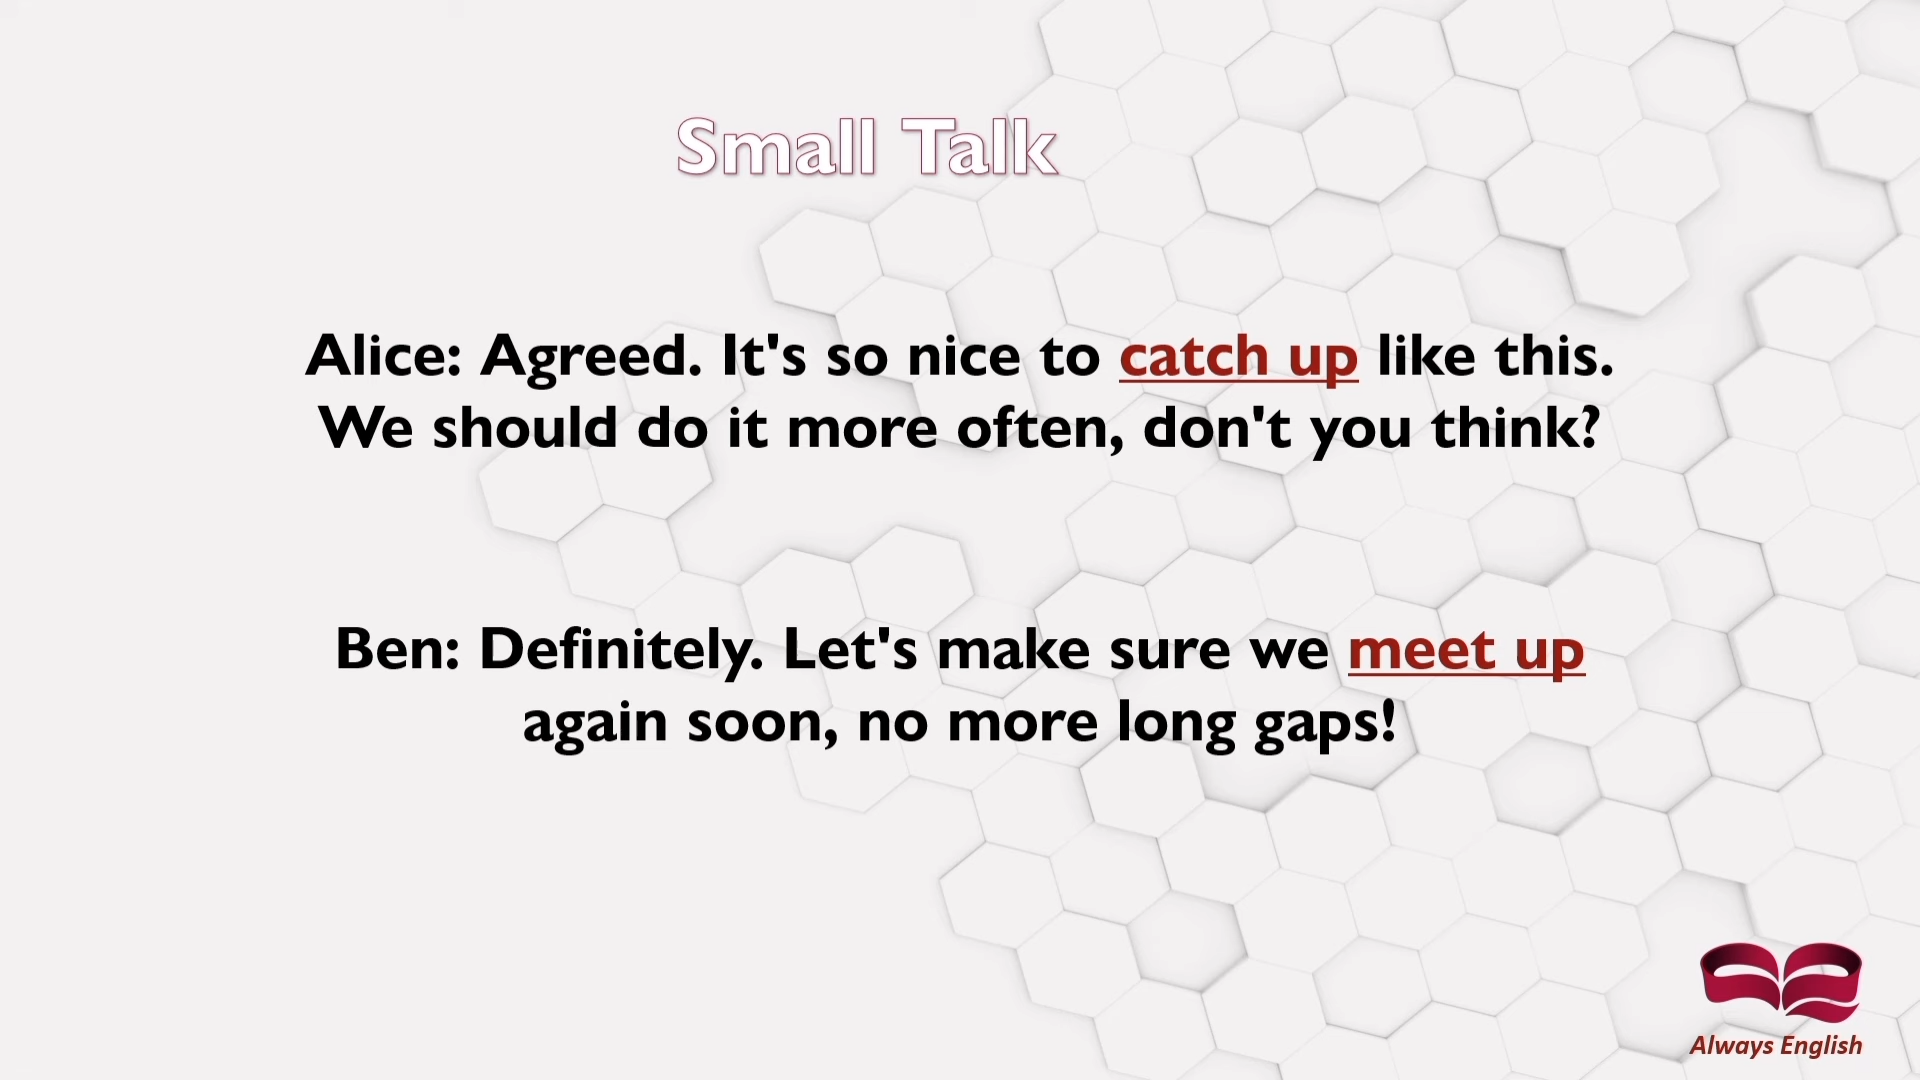 Small Talk
Alice: Agreed. It's so nice to catch up like this.
We should do it more often, don't you think?
Ben: Definitely. Let's make sure we meet up
again soon, no more long gaps!
Always English